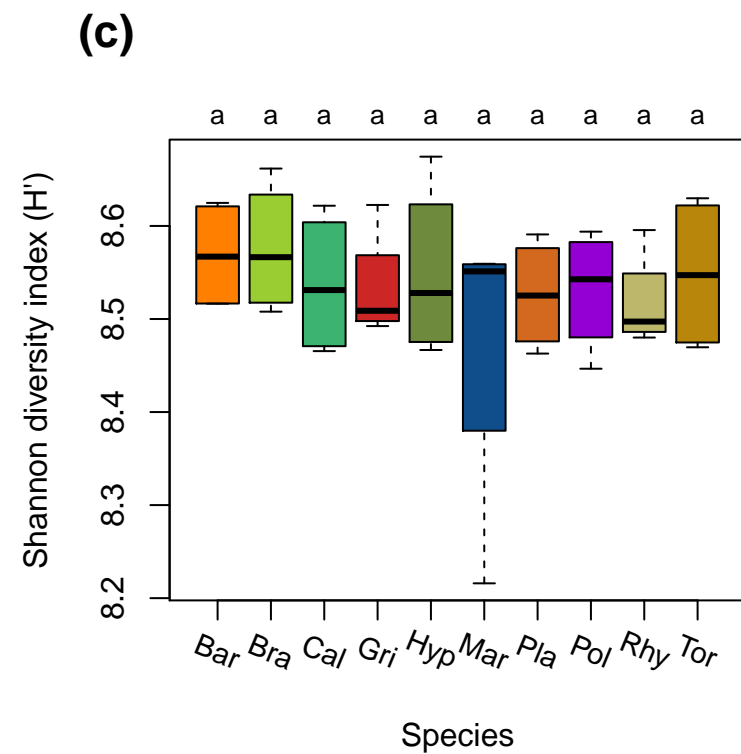 (c)
a a a a a a a a a a
Shannon diversity index (H')
8.6
8.5
8.4
8.3
8.2
Bar Bra Cal Gri Hyp Mar Pla Pol Rhy Tor
Species